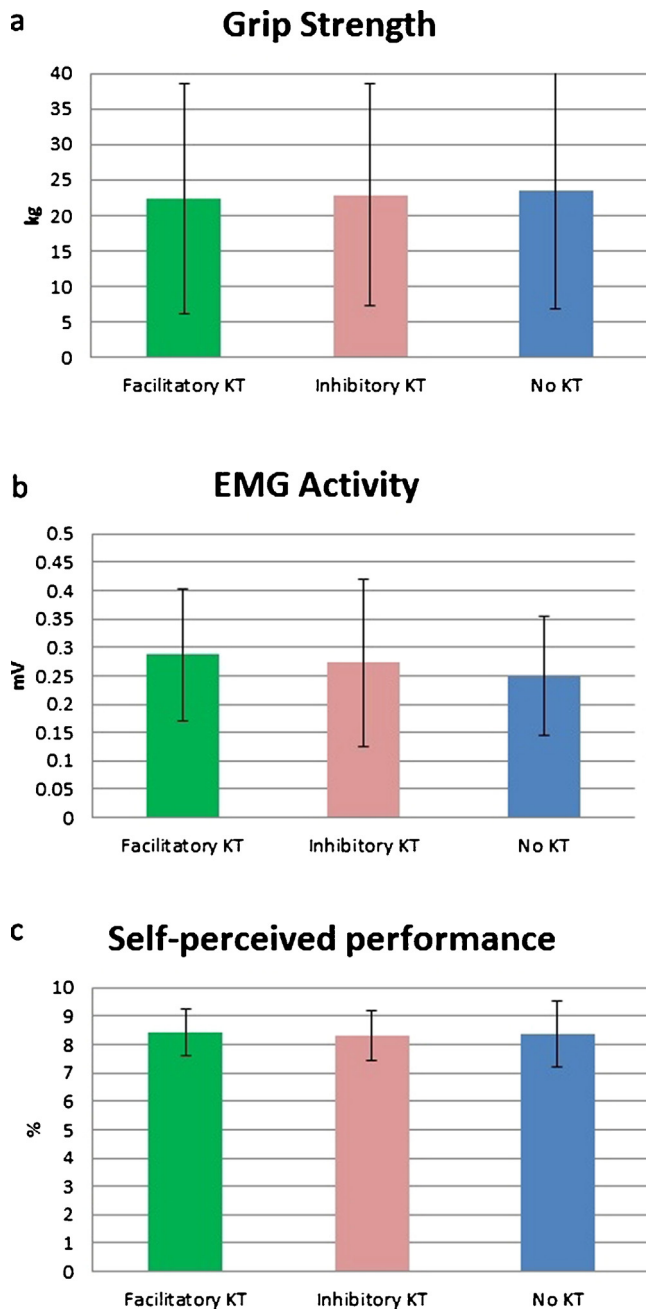 a
Grip Strength
40
35
30
25
20
15
10
5
0
kg
Facilitatory KT Inhibitory KT No KT
b
EMG Activity
0.5
0.45
0.4
0.35
0.3
0.25
0.2
0.15
0.1
0.05
0
mV
Facilitatory KT Inhibitory KT No KT
c
Self-perceived performance
10
9
8
7
6
5
4
3
2
1
0
%
Facilitatory KT Inhibitory KT No KT